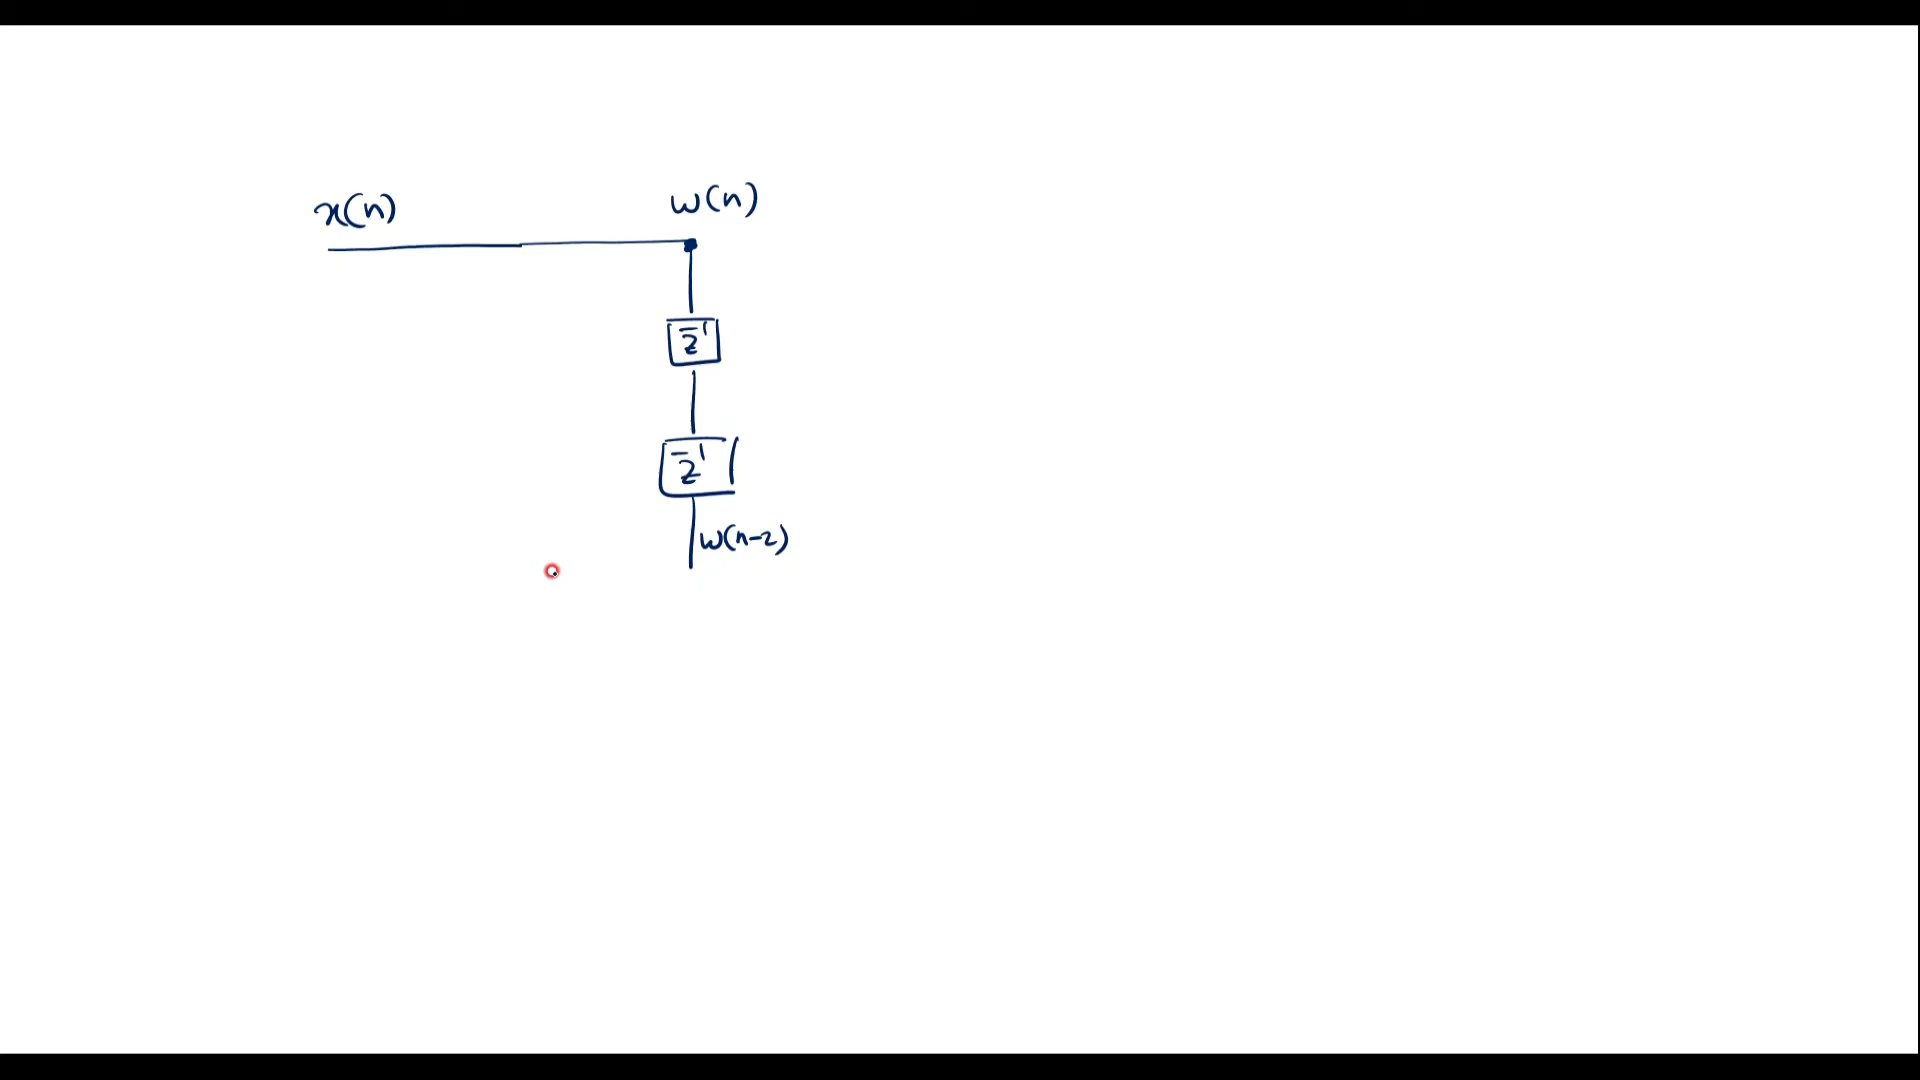 x(n)
w(n)
z⁻¹
z⁻¹
w(n-2)